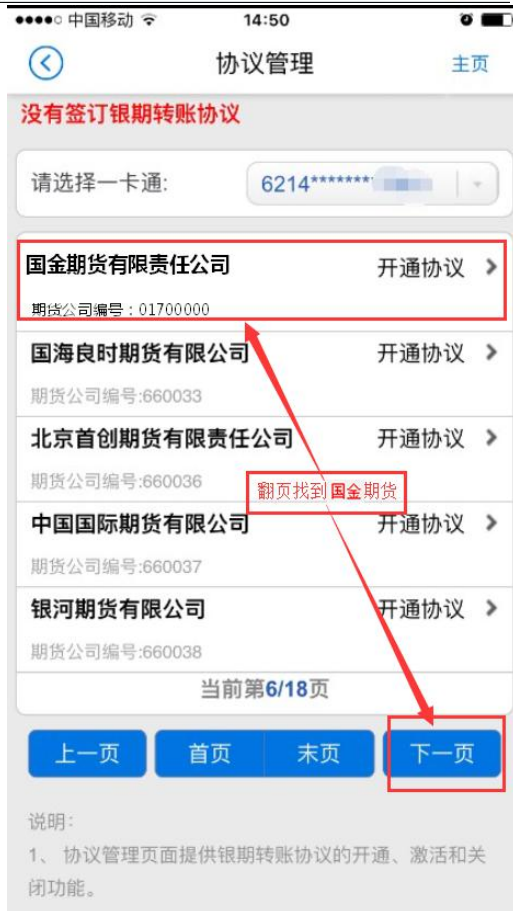 中国移动 14:50
协议管理 主页
没有签订银期转账协议
请选择一卡通: 6214********
国金期货有限责任公司 开通协议
期货公司编号：01700000
国海良时期货有限公司 开通协议
期货公司编号:660033
北京首创期货有限责任公司 开通协议
期货公司编号:660036
翻页找到国金期货
中国国际期货有限公司 开通协议
期货公司编号:660037
银河期货有限公司 开通协议
期货公司编号:660038
当前第6/18页
上一页 首页 末页 下一页
说明:
1、 协议管理页面提供银期转账协议的开通、激活和关
闭功能。